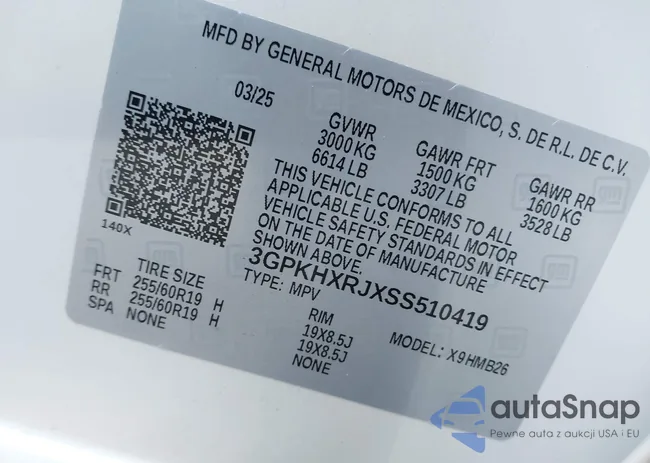 MFD BY GENERAL MOTORS DE MEXICO, S. DE R.L. DE C.V.
03/25
GVWR GAWR FRT GAWR RR
3000 KG 1500 KG 1600 KG
6614 LB 3307 LB 3528 LB
THIS VEHICLE CONFORMS TO ALL
APPLICABLE U.S. FEDERAL MOTOR
VEHICLE SAFETY STANDARDS IN EFFECT
ON THE DATE OF MANUFACTURE
SHOWN ABOVE.
140X
3GPKHXRJXSS510419
TYPE: MPV
MODEL: X9HMB26
TIRE SIZE RIM
FRT 255/60R19 H 19X8.5J
RR 255/60R19 H 19X8.5J
SPA NONE NONE
autaSnap
Pewne auta z aukcji USA i EU